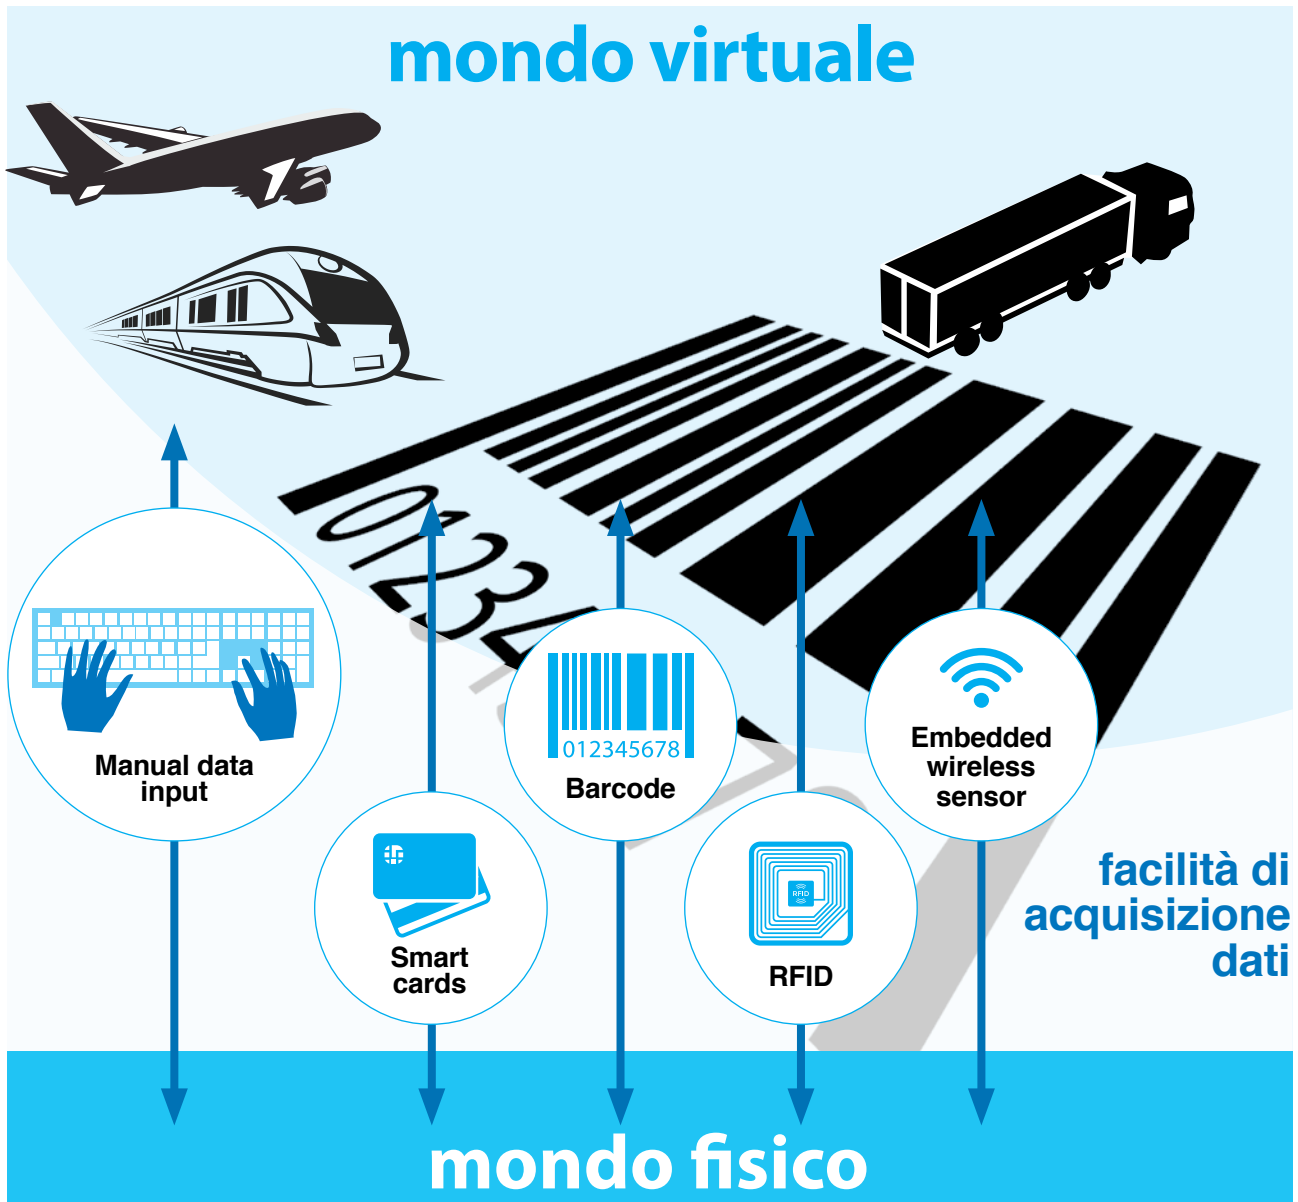 mondo virtuale
01234
7
Manual data
input
Smart
cards
012345678
Barcode
RFID
RFID
Embedded
wireless
sensor
facilità di
acquisizione
dati
mondo fisico